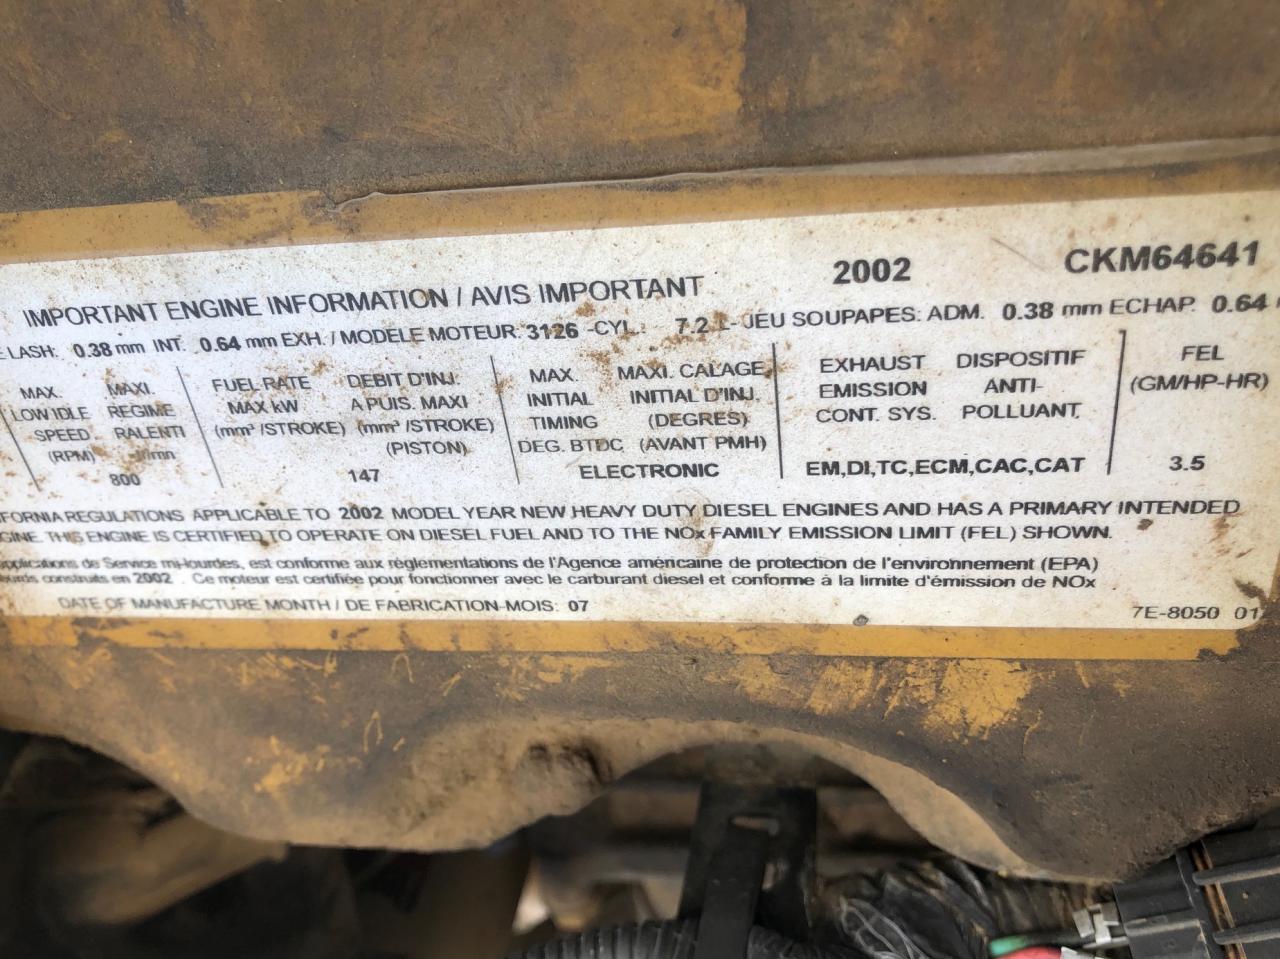 2002 CKM64641
IMPORTANT ENGINE INFORMATION / AVIS IMPORTANT
LASH: 0.38 mm INT. 0.64 mm EXH. / MODÈLE MOTEUR: 3126 -CYL.: 7.2 L- JEU SOUPAPES: ADM. 0.38 mm ECHAP. 0.64
MAX. MAXI. FUEL RATE DEBIT D'INJ. MAX. MAXI. CALAGE EXHAUST DISPOSITIF FEL
LOW IDLE REGIME MAX kW A PUIS. MAXI INITIAL INITIAL D'INJ. EMISSION ANTI- (GM/HP-HR)
SPEED RALENTI (mm³ /STROKE) (mm³ /STROKE) TIMING (DEGRES) CONT. SYS. POLLUANT.
(RPM) (PISTON) DEG. BTDC (AVANT PMH)
800 147 ELECTRONIC EM,DI,TC,ECM,CAC,CAT 3.5
REGULATIONS APPLICABLE TO 2002 MODEL YEAR NEW HEAVY DUTY DIESEL ENGINES AND HAS A PRIMARY INTENDED
THIS ENGINE IS CERTIFIED TO OPERATE ON DIESEL FUEL AND TO THE NOx FAMILY EMISSION LIMIT (FEL) SHOWN.
applications de Service mi-lourdes, est conforme aux réglementations de l'Agence américaine de protection de l'environnement (EPA)
construits en 2002. Ce moteur est certifiée pour fonctionner avec le carburant diesel et conforme à la limite d'émission de NOx
DATE OF MANUFACTURE MONTH / DE FABRICATION-MOIS: 07
7E-8050 01